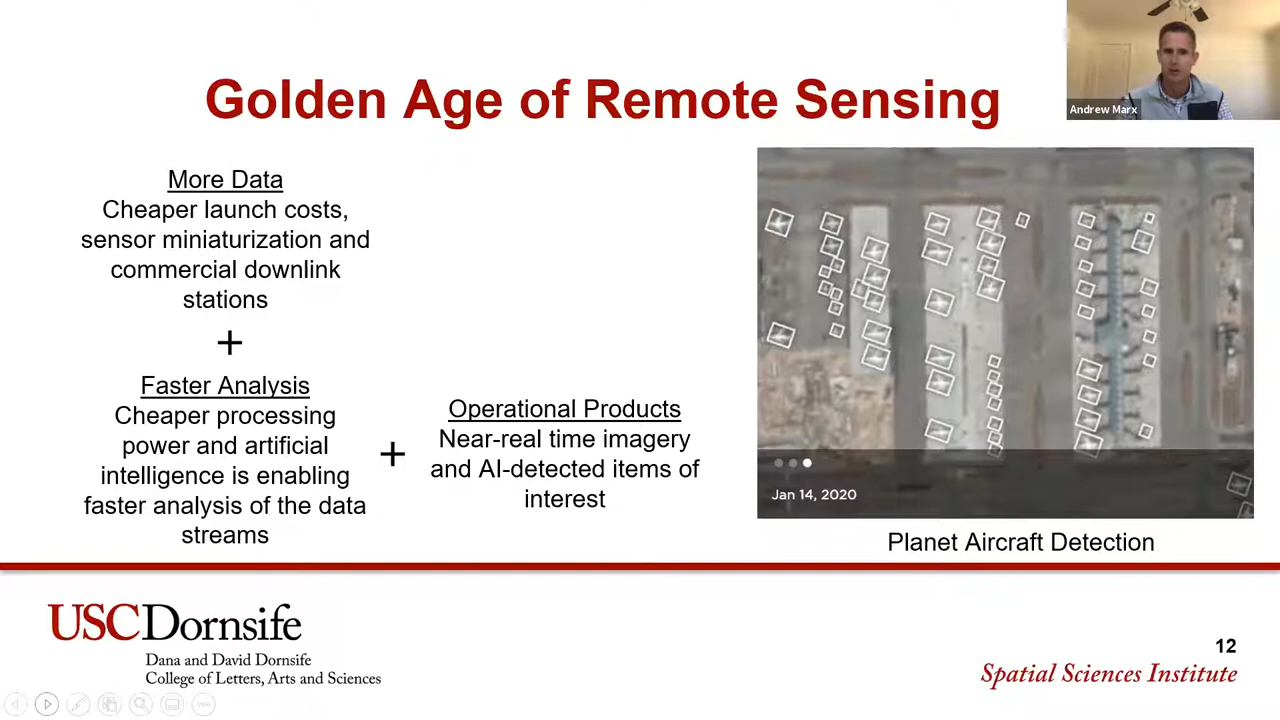 Golden Age of Remote Sensing
Andrew Marx
More Data
Cheaper launch costs,
sensor miniaturization and
commercial downlink
stations
+
Faster Analysis
Cheaper processing
power and artificial
intelligence is enabling
faster analysis of the data
streams
+
Operational Products
Near-real time imagery
and AI-detected items of
interest
Jan 14, 2020
Planet Aircraft Detection
USCDornsife
Dana and David Dornsife
College of Letters, Arts and Sciences
12
Spatial Sciences Institute